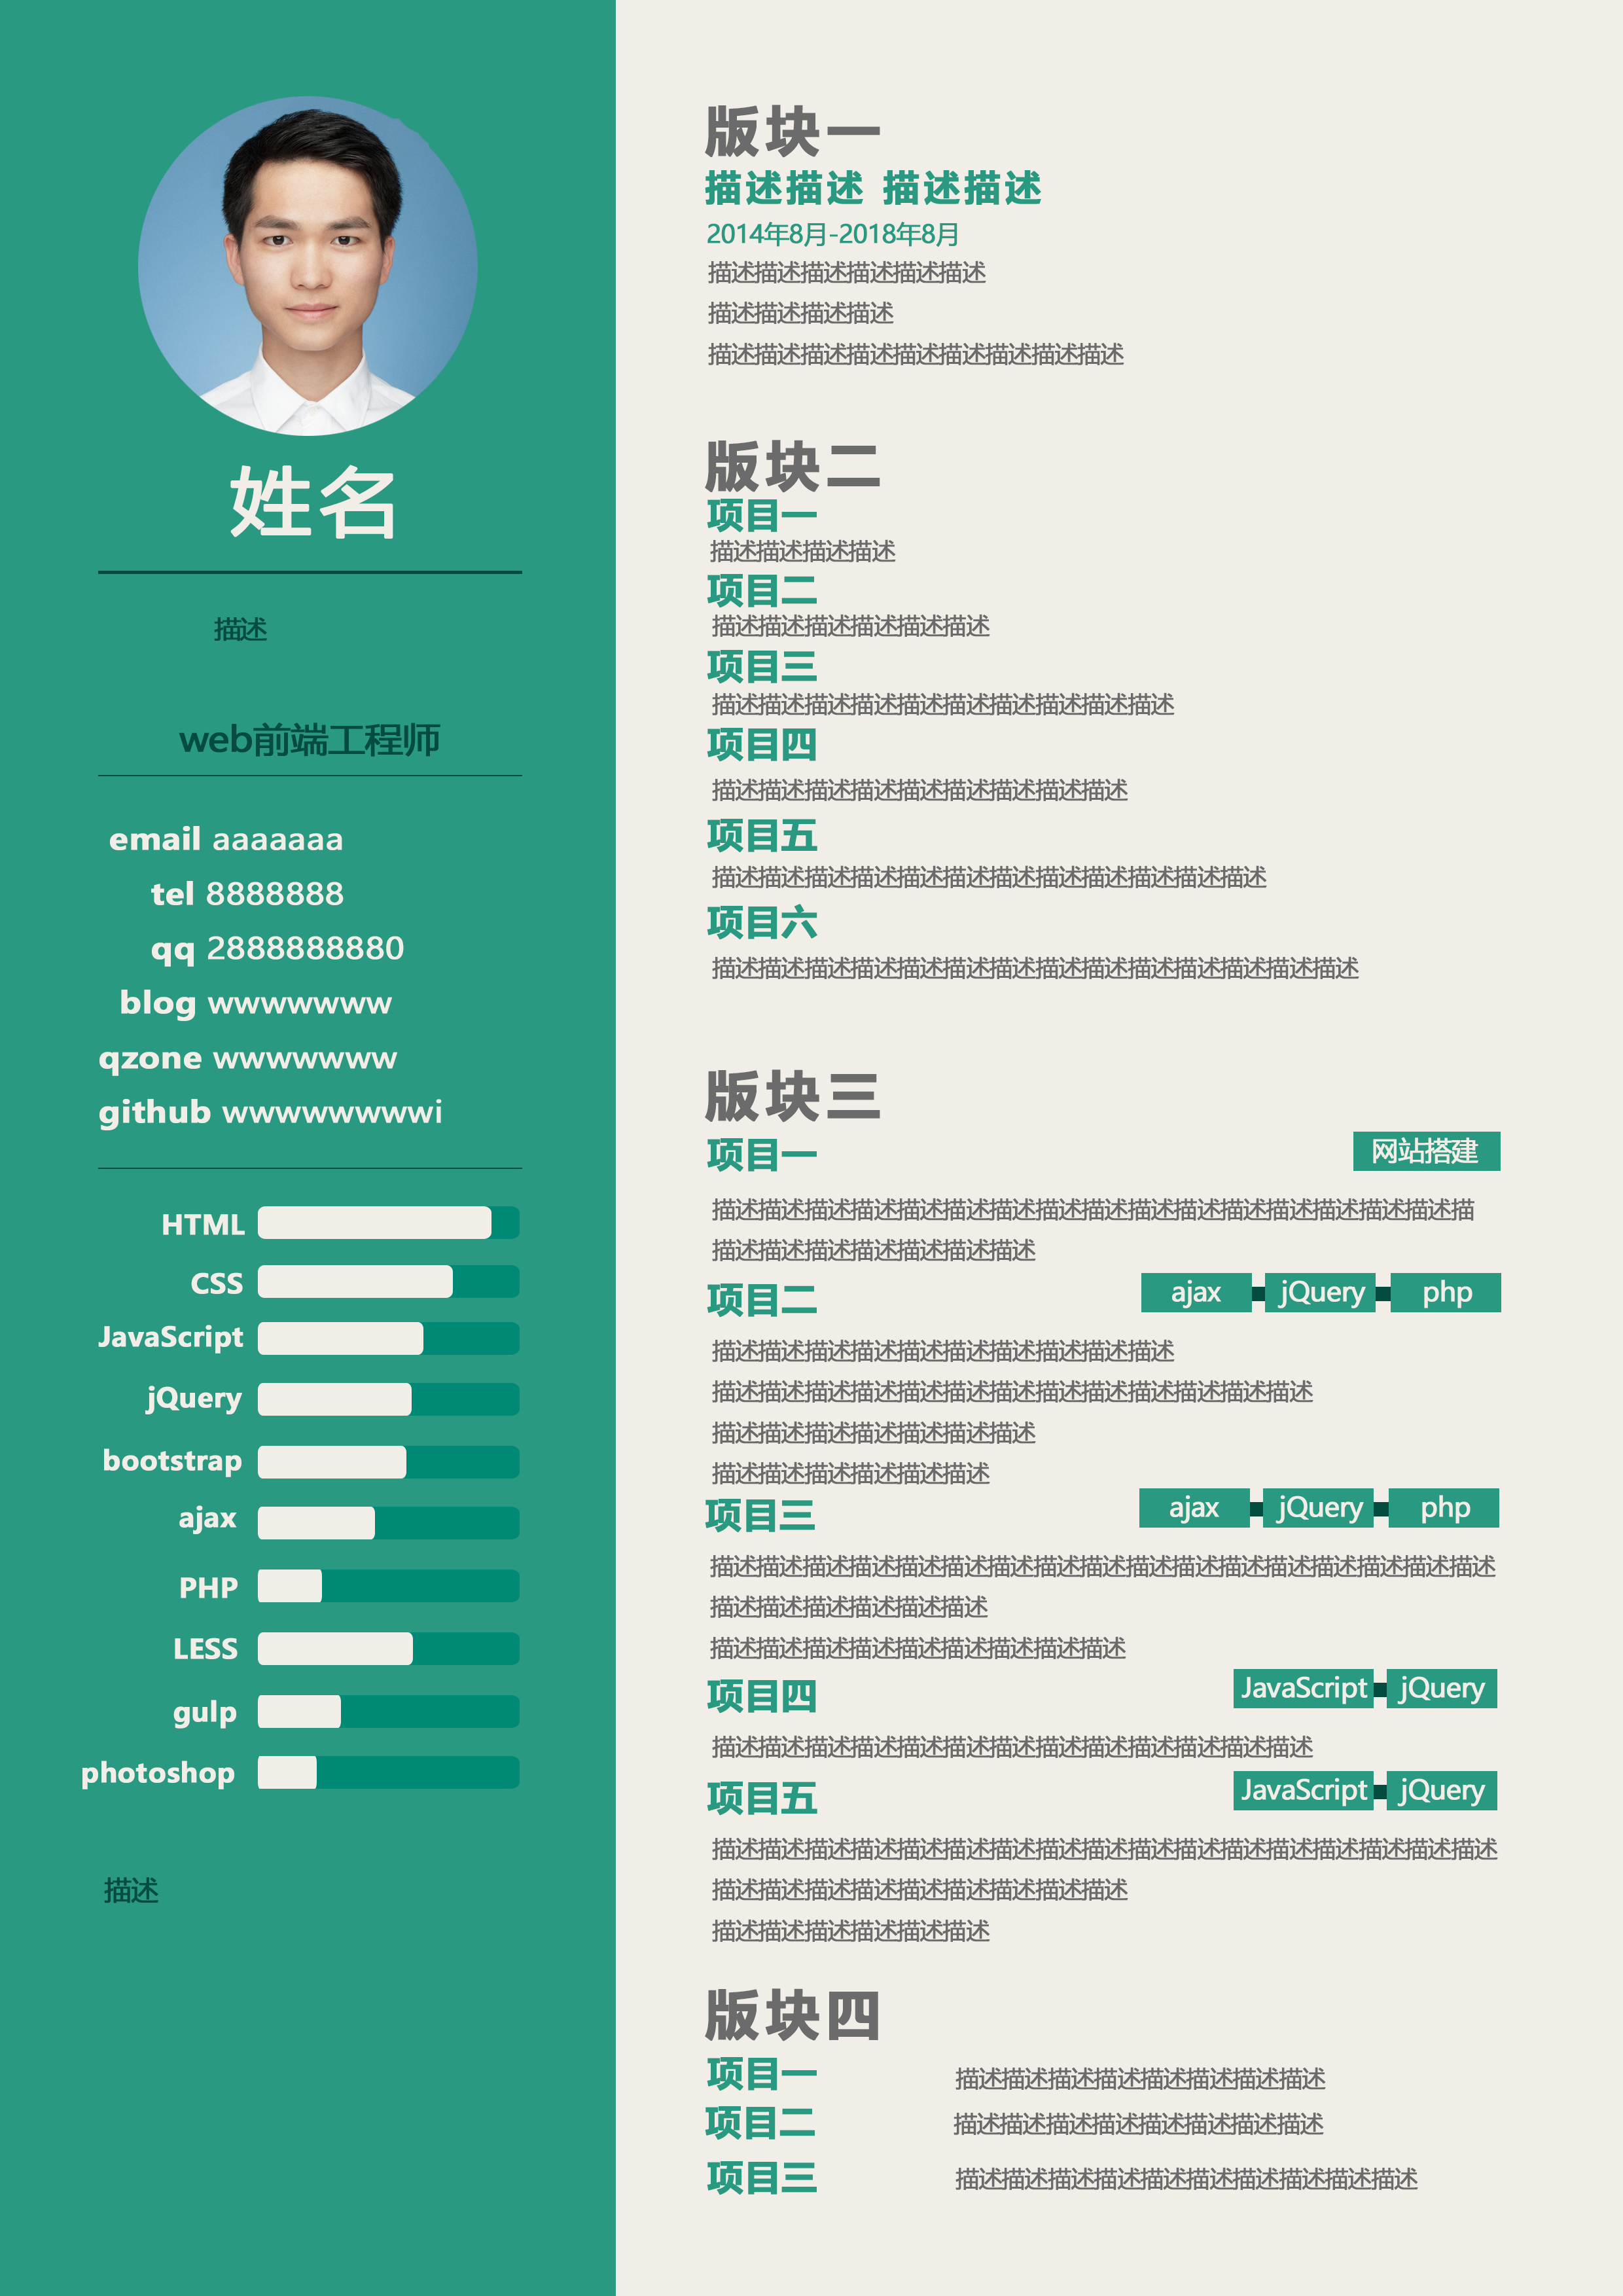 姓名
描述
web前端工程师
email aaaaaaa
tel 8888888
qq 2888888880
blog wwwwwww
qzone wwwwwww
github wwwwwwwwi
HTML
CSS
JavaScript
jQuery
bootstrap
ajax
PHP
LESS
gulp
photoshop
描述
版块一
描述描述 描述描述
2014年8月-2018年8月
描述描述描述描述描述描述
描述描述描述描述
描述描述描述描述描述描述描述描述描述
版块二
项目一
描述描述描述描述
项目二
描述描述描述描述描述描述
项目三
描述描述描述描述描述描述描述描述描述描述
项目四
描述描述描述描述描述描述描述描述描述
项目五
描述描述描述描述描述描述描述描述描述描述描述描述
项目六
描述描述描述描述描述描述描述描述描述描述描述描述描述描述
版块三
项目一 网站搭建
描述描述描述描述描述描述描述描述描述描述描述描述描述描述描述描述描
描述描述描述描述描述描述描述
项目二 ajax jQuery php
描述描述描述描述描述描述描述描述描述描述
描述描述描述描述描述描述描述描述描述描述描述描述描述
描述描述描述描述描述描述描述
描述描述描述描述描述描述
项目三 ajax jQuery php
描述描述描述描述描述描述描述描述描述描述描述描述描述描述描述描述描述
描述描述描述描述描述描述
描述描述描述描述描述描述描述描述描述
项目四 JavaScript jQuery
描述描述描述描述描述描述描述描述描述描述描述描述描述
项目五 JavaScript jQuery
描述描述描述描述描述描述描述描述描述描述描述描述描述描述描述描述描述
描述描述描述描述描述描述描述描述描述
描述描述描述描述描述描述
版块四
项目一 描述描述描述描述描述描述描述描述
项目二 描述描述描述描述描述描述描述描述
项目三 描述描述描述描述描述描述描述描述描述描述